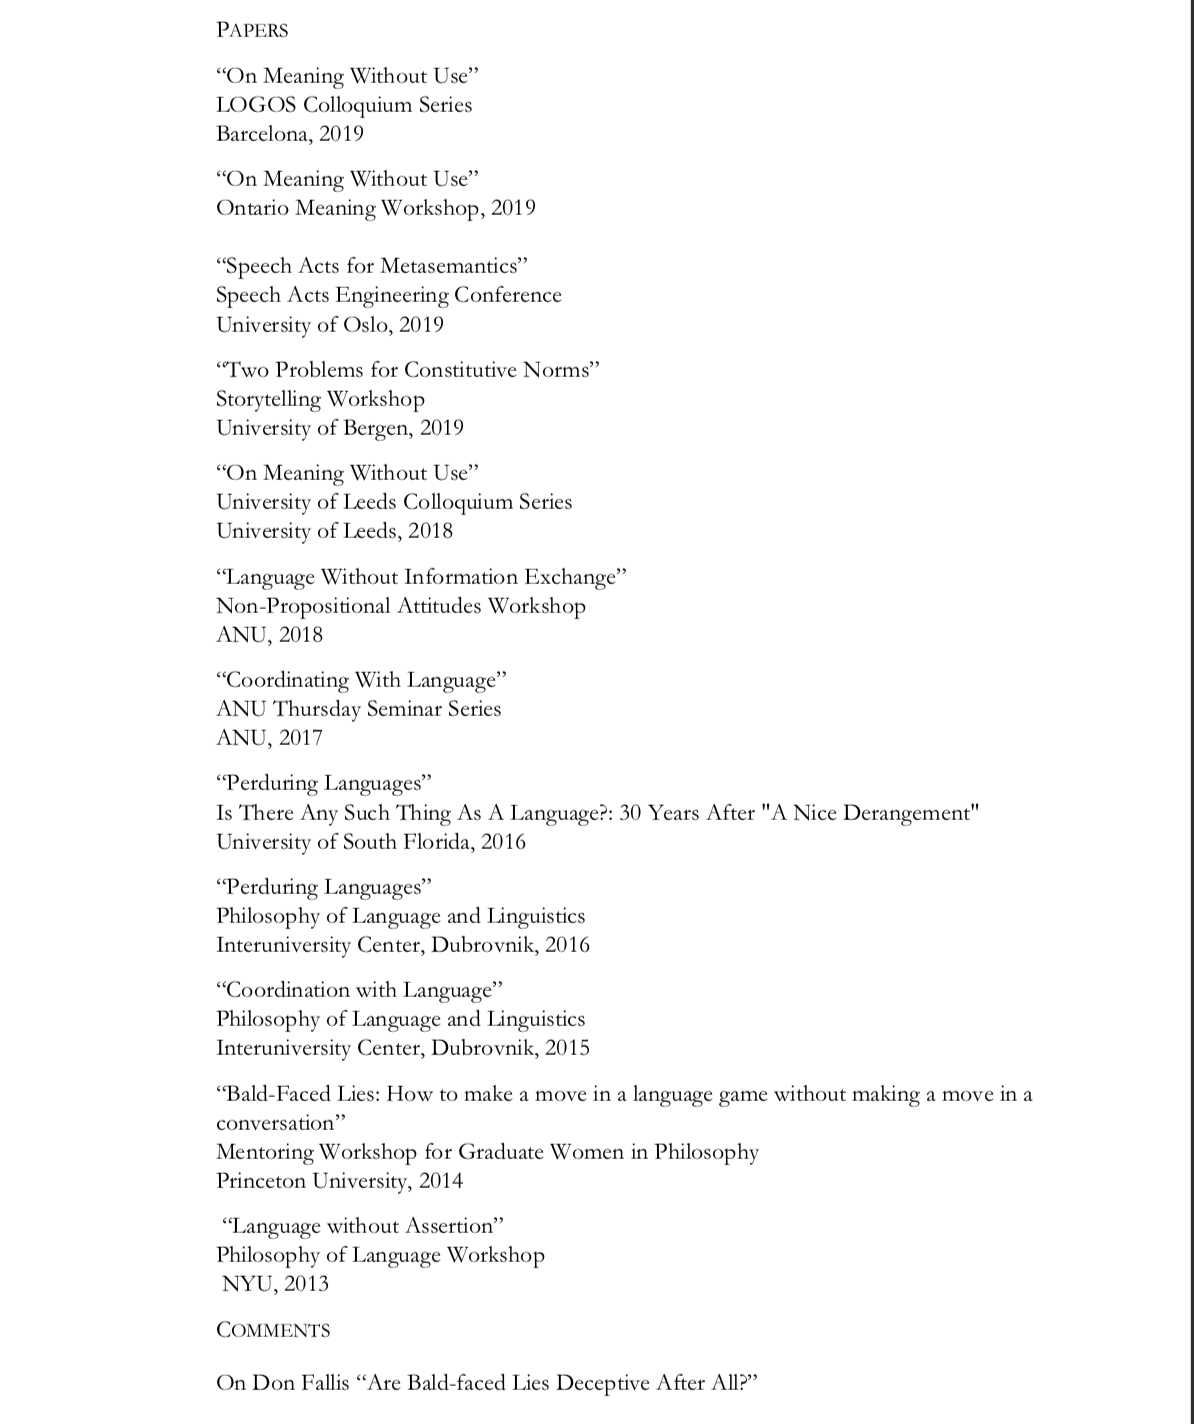 PAPERS
“On Meaning Without Use”
LOGOS Colloquium Series
Barcelona, 2019
“On Meaning Without Use”
Ontario Meaning Workshop, 2019
“Speech Acts for Metasemantics”
Speech Acts Engineering Conference
University of Oslo, 2019
“Two Problems for Constitutive Norms”
Storytelling Workshop
University of Bergen, 2019
“On Meaning Without Use”
University of Leeds Colloquium Series
University of Leeds, 2018
“Language Without Information Exchange”
Non-Propositional Attitudes Workshop
ANU, 2018
“Coordinating With Language”
ANU Thursday Seminar Series
ANU, 2017
“Perduring Languages”
Is There Any Such Thing As A Language?: 30 Years After "A Nice Derangement"
University of South Florida, 2016
“Perduring Languages”
Philosophy of Language and Linguistics
Interuniversity Center, Dubrovnik, 2016
“Coordination with Language”
Philosophy of Language and Linguistics
Interuniversity Center, Dubrovnik, 2015
“Bald-Faced Lies: How to make a move in a language game without making a move in a
conversation”
Mentoring Workshop for Graduate Women in Philosophy
Princeton University, 2014
“Language without Assertion”
Philosophy of Language Workshop
NYU, 2013
COMMENTS
On Don Fallis “Are Bald-faced Lies Deceptive After All?”